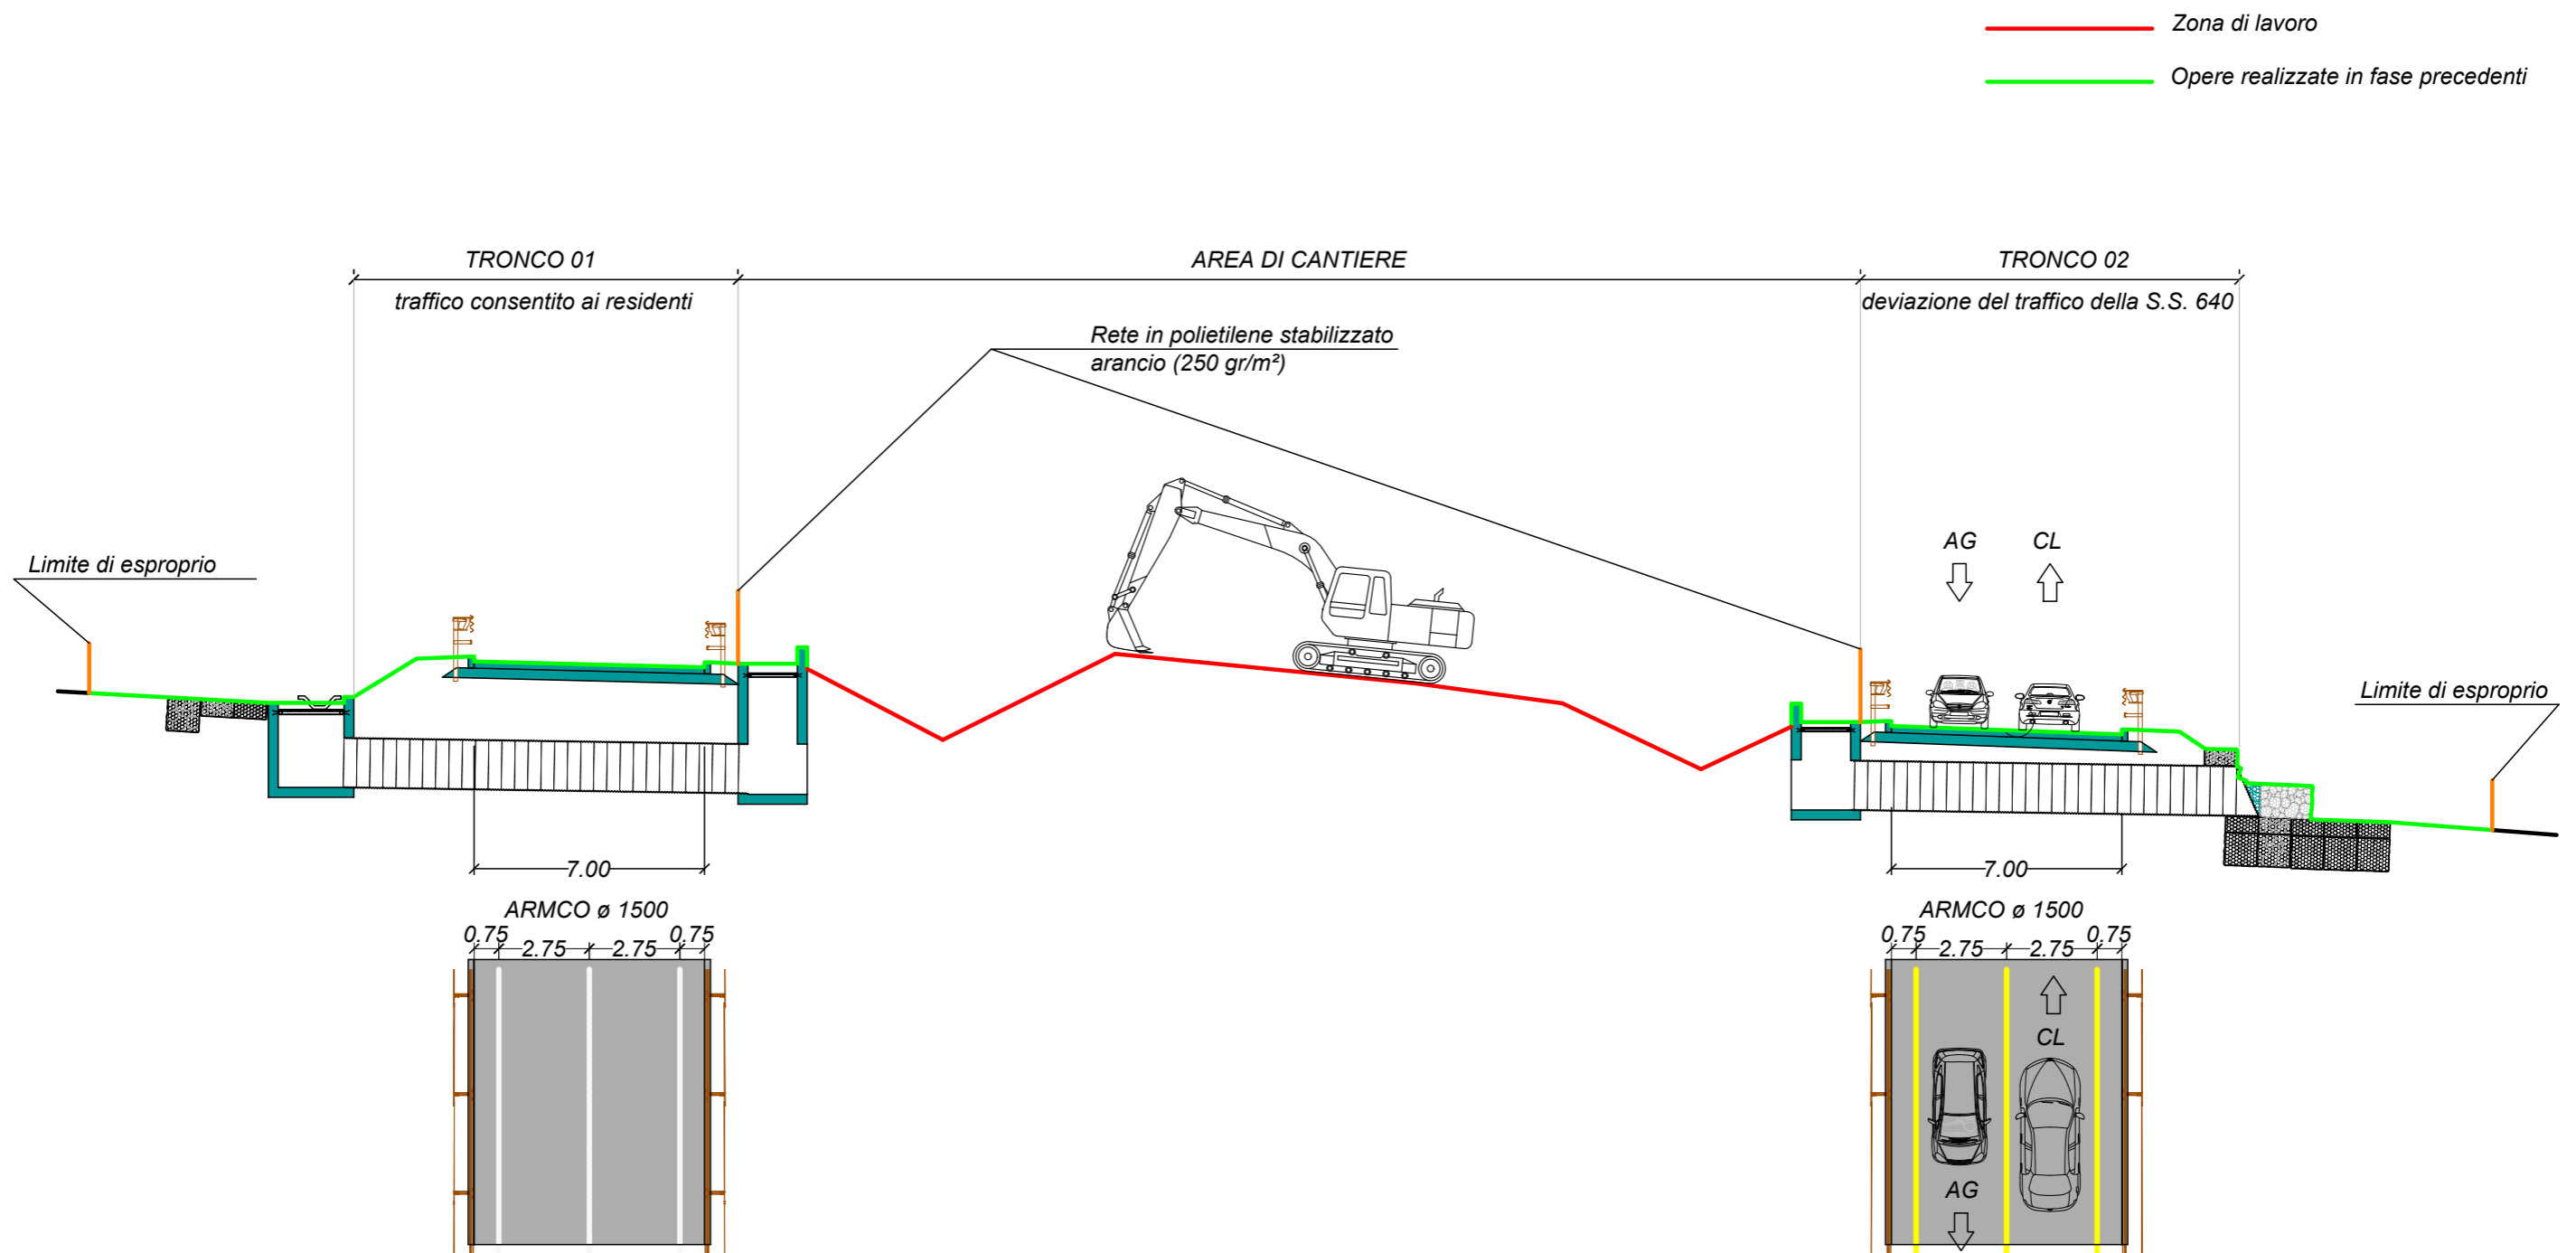 Zona di lavoro
Opere realizzate in fase precedenti
TRONCO 01
AREA DI CANTIERE
TRONCO 02
traffico consentito ai residenti
deviazione del traffico della S.S. 640
Rete in polietilene stabilizzato
arancio (250 gr/m²)
AG
CL
Limite di esproprio
Limite di esproprio
7.00
7.00
ARMCO ø 1500
ARMCO ø 1500
0.75
2.75
2.75
0.75
0.75
2.75
2.75
0.75
CL
AG